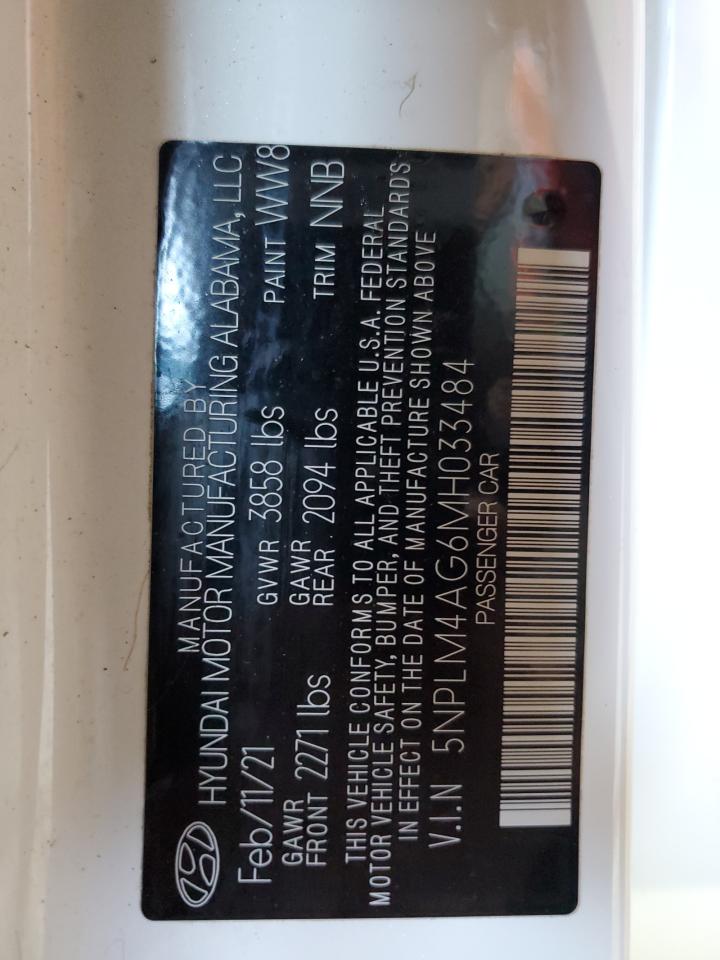 MANUFACTURED BY
HYUNDAI MOTOR MANUFACTURING ALABAMA, LLC
Feb/11/21 GVWR 3858 lbs PAINT WW8
GAWR FRONT 2271 lbs GAWR REAR 2094 lbs TRIM NNB
THIS VEHICLE CONFORMS TO ALL APPLICABLE U.S.A. FEDERAL
MOTOR VEHICLE SAFETY, BUMPER, AND THEFT PREVENTION STANDARDS
IN EFFECT ON THE DATE OF MANUFACTURE SHOWN ABOVE
V.I.N 5NPLM4AG6MH033484
PASSENGER CAR